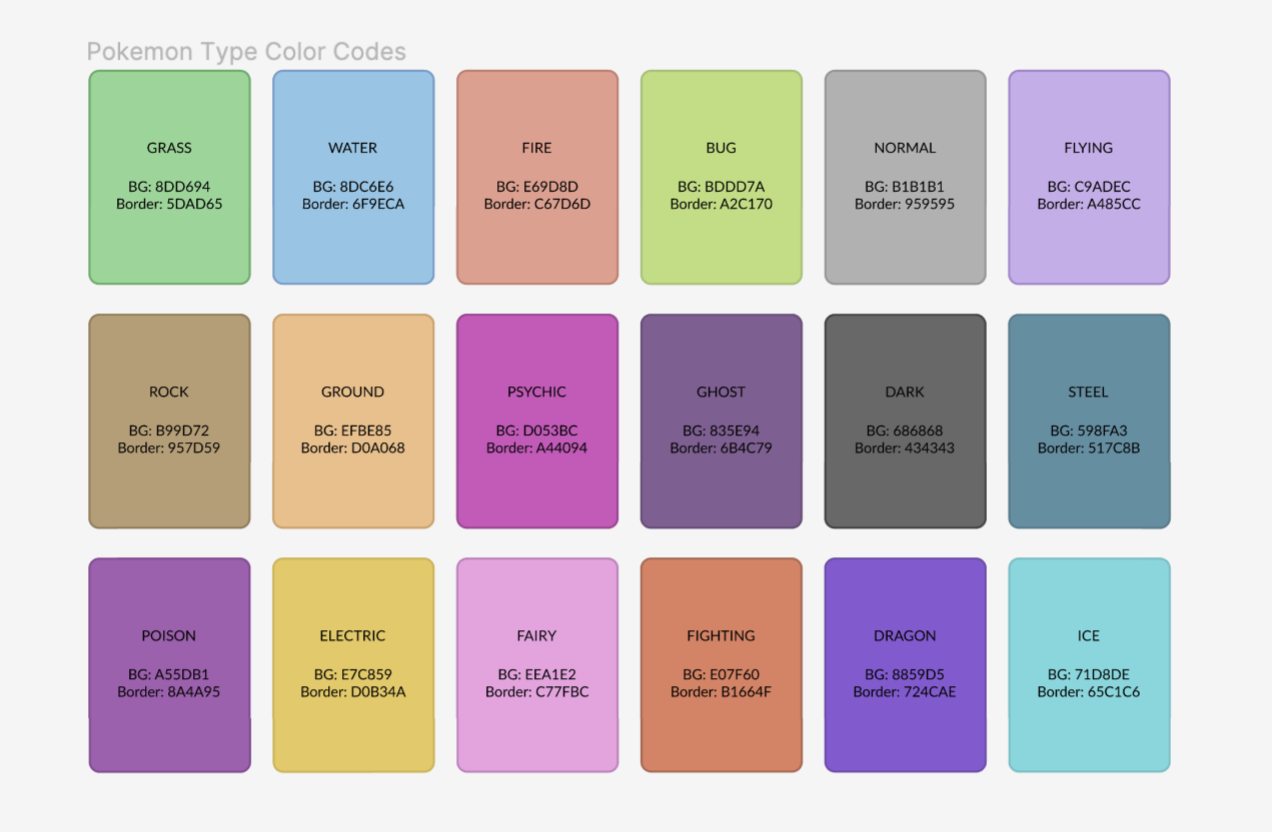 Pokemon Type Color Codes
GRASS
BG: 8DD694
Border: 5DAD65
WATER
BG: 8DC6E6
Border: 6F9ECA
FIRE
BG: E69D8D
Border: C67D6D
BUG
BG: BDDD7A
Border: A2C170
NORMAL
BG: B1B1B1
Border: 959595
FLYING
BG: C9ADEC
Border: A485CC
ROCK
BG: B99D72
Border: 957D59
GROUND
BG: EFBE85
Border: D0A068
PSYCHIC
BG: D053BC
Border: A44094
GHOST
BG: 835E94
Border: 6B4C79
DARK
BG: 686868
Border: 434343
STEEL
BG: 598FA3
Border: 517C8B
POISON
BG: A55DB1
Border: 8A4A95
ELECTRIC
BG: E7C859
Border: D0B34A
FAIRY
BG: EEA1E2
Border: C77FBC
FIGHTING
BG: E07F60
Border: B1664F
DRAGON
BG: 8859D5
Border: 724CAE
ICE
BG: 71D8DE
Border: 65C1C6